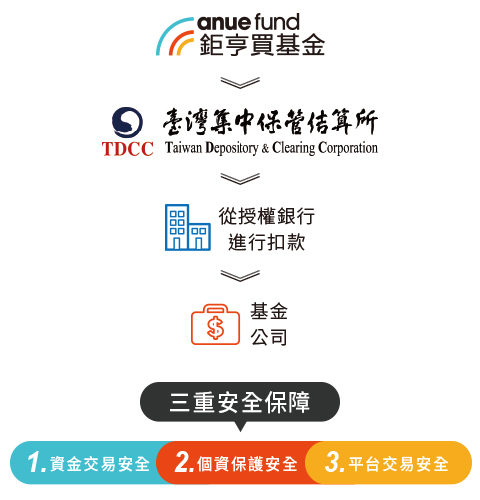 anue fund
鉅亨買基金
臺灣集中保管結算所
TDCC
Taiwan Depository & Clearing Corporation
從授權銀行
進行扣款
基金
公司
三重安全保障
1.資金交易安全
2.個資保護安全
3.平台交易安全